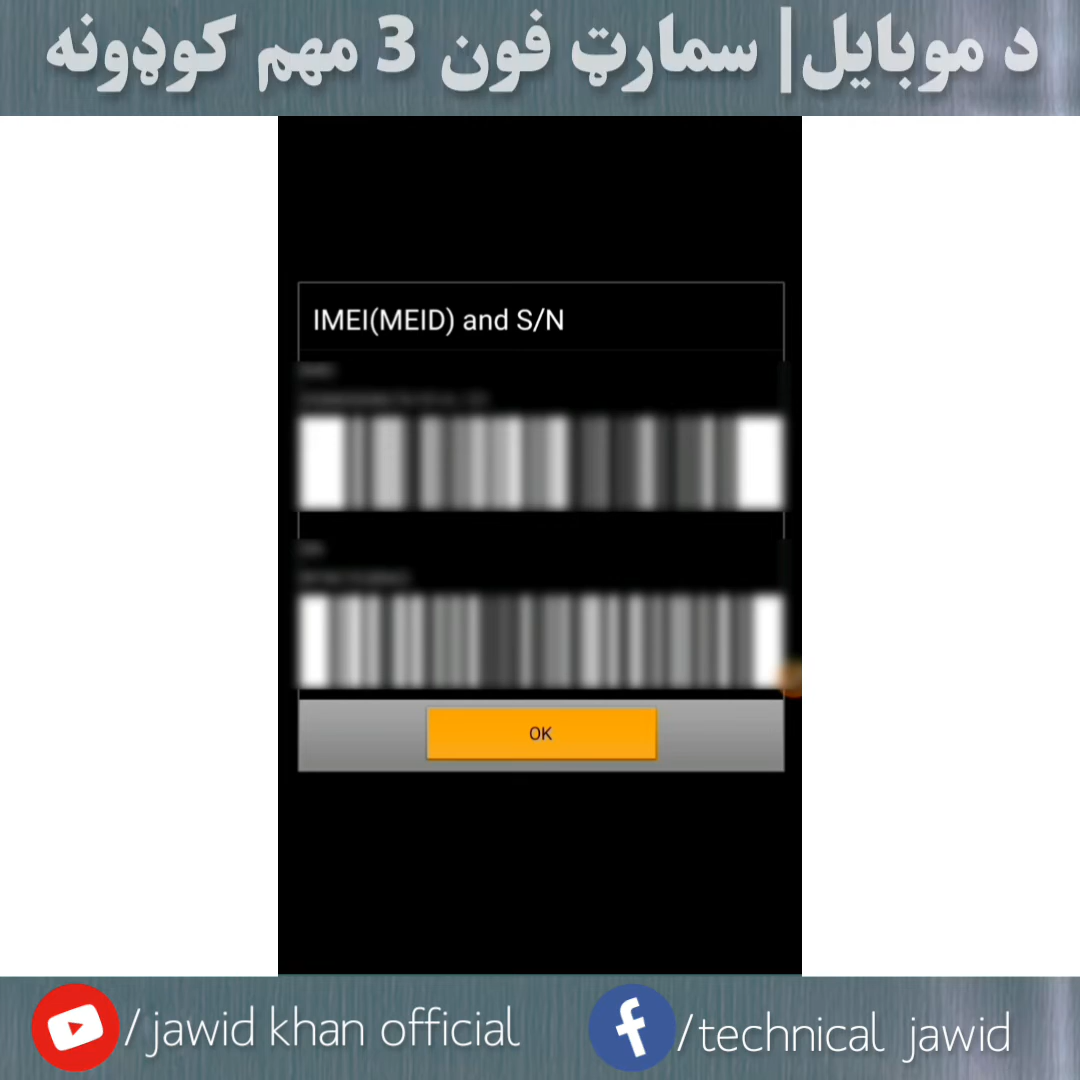 د موبایل| سمارټ فون 3 مهم کوډونه
IMEI(MEID) and S/N
OK
/jawid khan official
/technical jawid